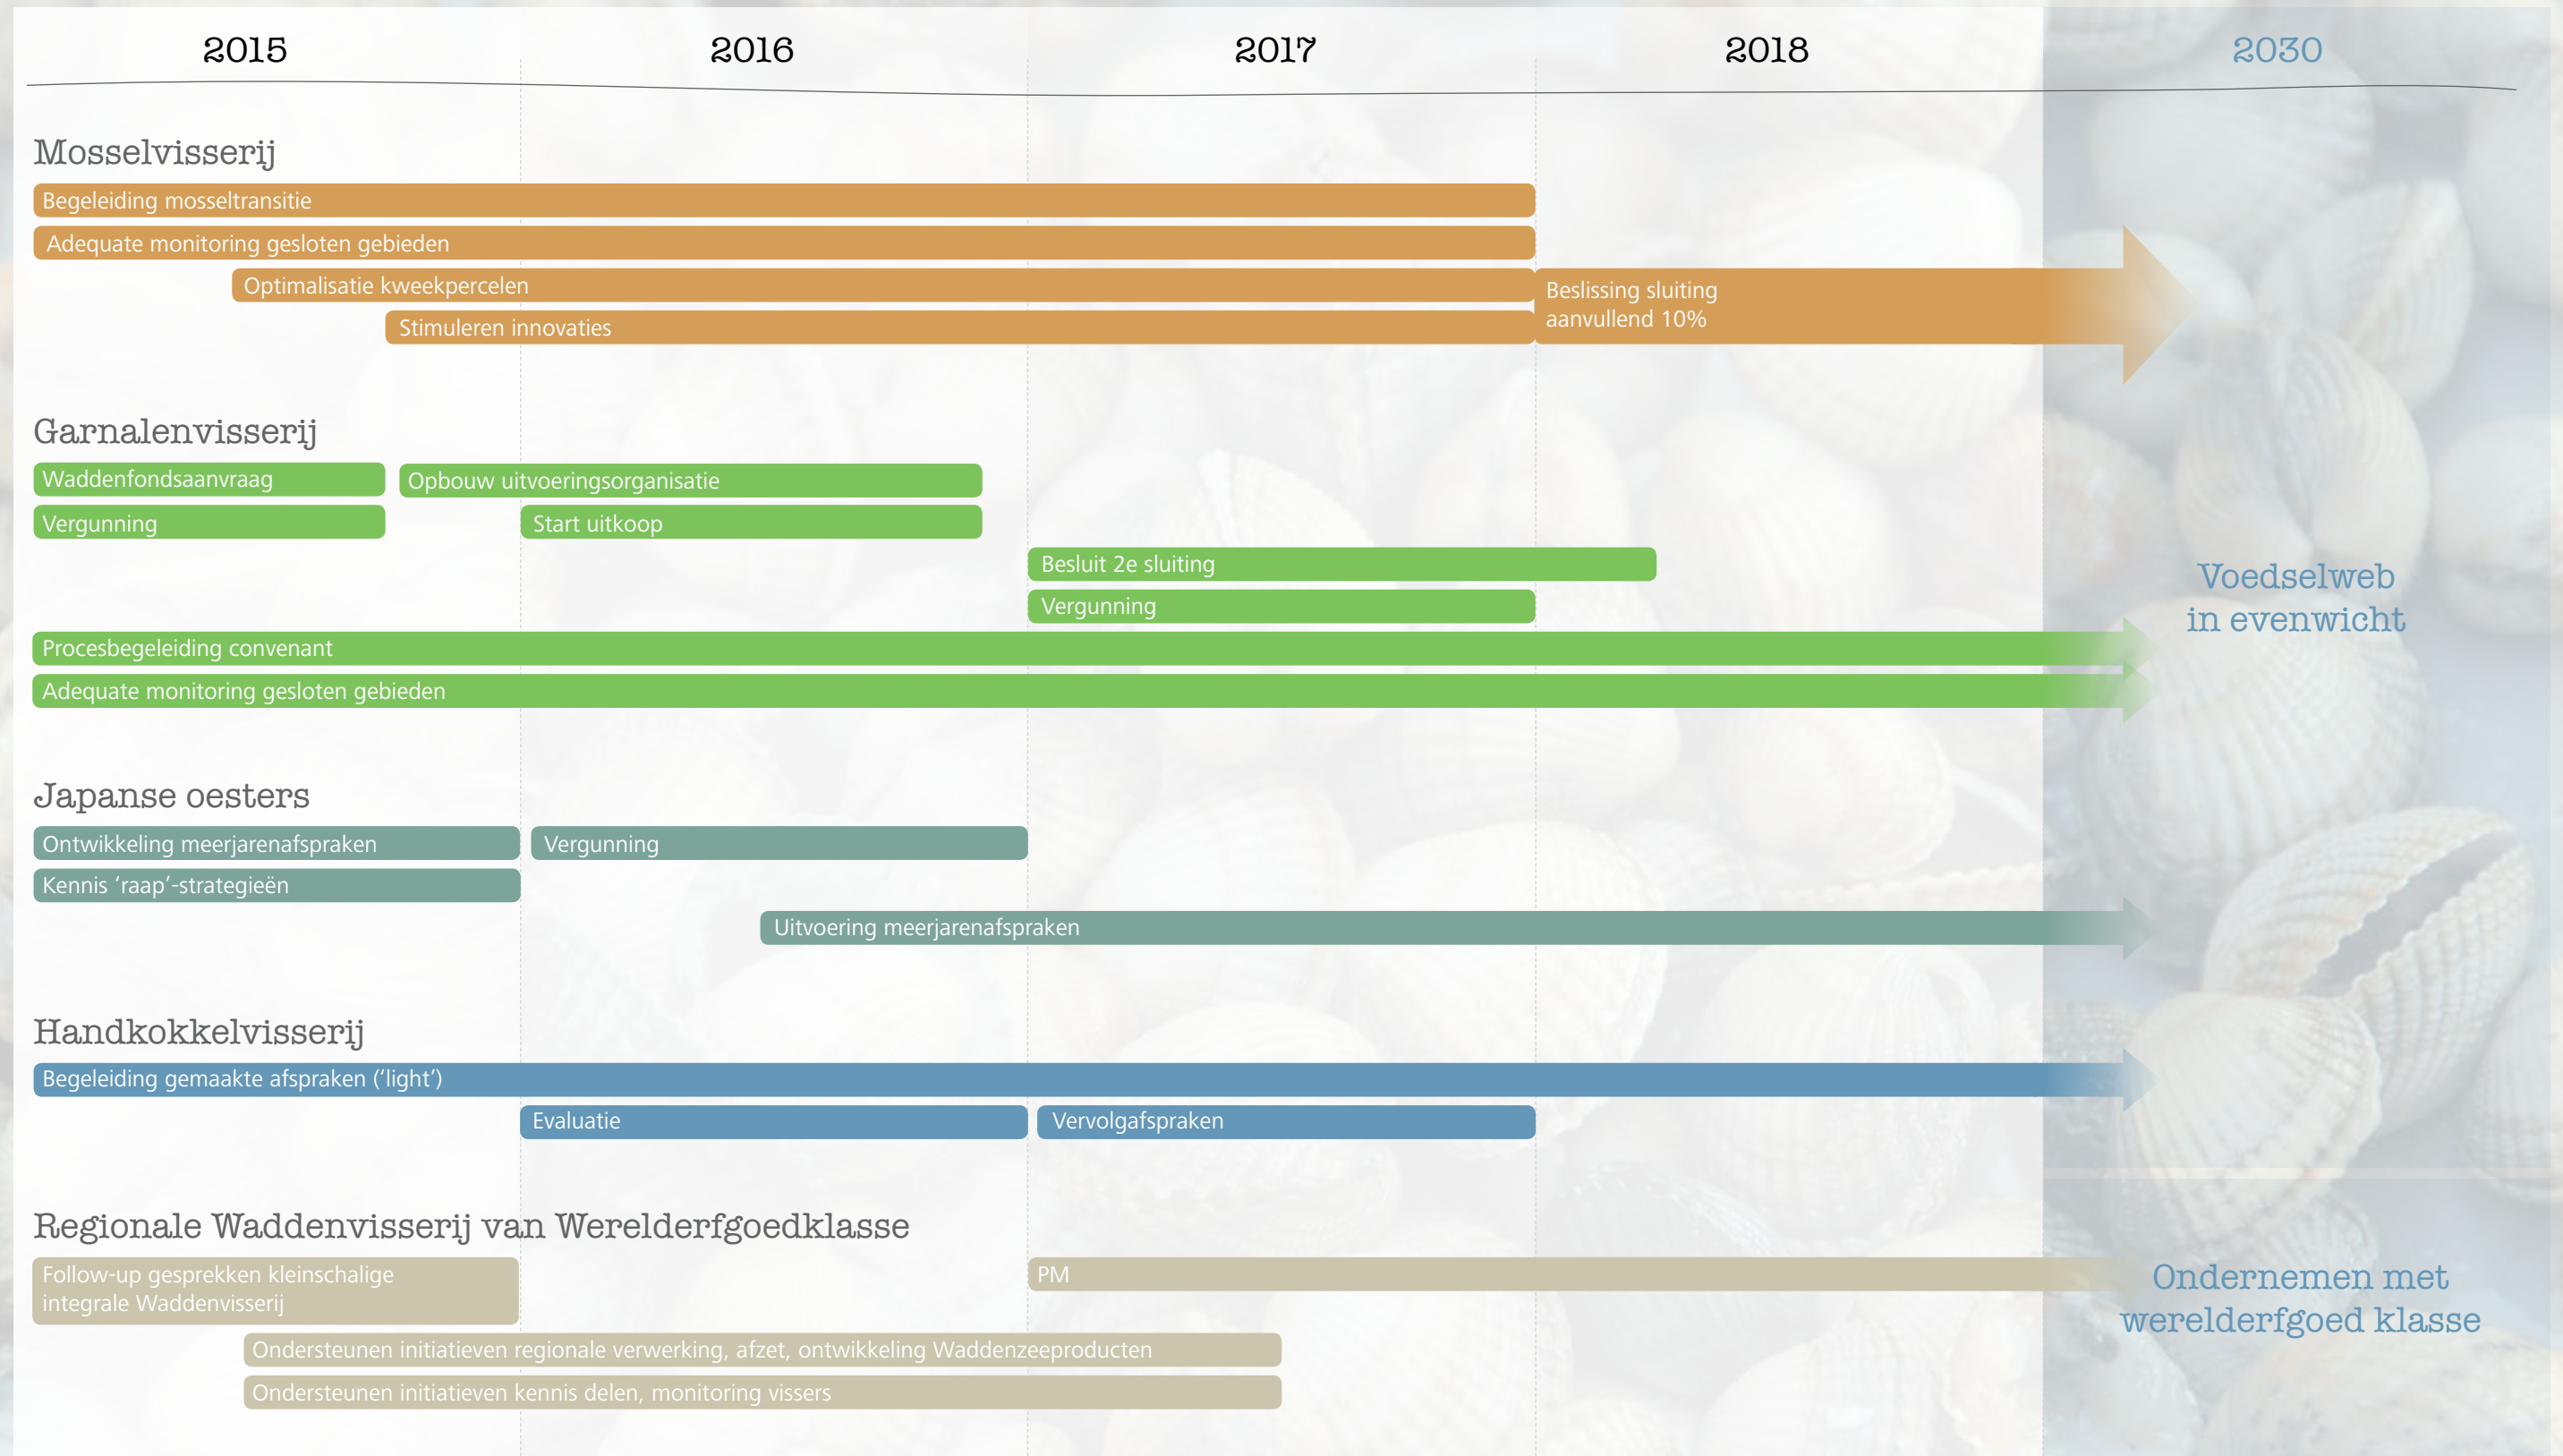 2015
2016
2017
2018
2030
Mosselvisserij
Begeleiding mosseltransitie
Adequate monitoring gesloten gebieden
Optimalisatie kweekpercelen
Stimuleren innovaties
Beslissing sluiting
aanvullend 10%
Garnalenvisserij
Waddenfondsaanvraag
Opbouw uitvoeringsorganisatie
Vergunning
Start uitkoop
Besluit 2e sluiting
Vergunning
Procesbegeleiding convenant
Adequate monitoring gesloten gebieden
Voedselweb
in evenwicht
Japanse oesters
Ontwikkeling meerjarenafspraken
Vergunning
Kennis ‘raap’-strategieën
Uitvoering meerjarenafspraken
Handkokkelvisserij
Begeleiding gemaakte afspraken (‘light’)
Evaluatie
Vervolgafspraken
Regionale Waddenvisserij van Werelderfgoedklasse
Follow-up gesprekken kleinschalige
integrale Waddenvisserij
PM
Ondersteunen initiatieven regionale verwerking, afzet, ontwikkeling Waddenzeeproducten
Ondersteunen initiatieven kennis delen, monitoring vissers
Ondernemen met
werelderfgoed klasse